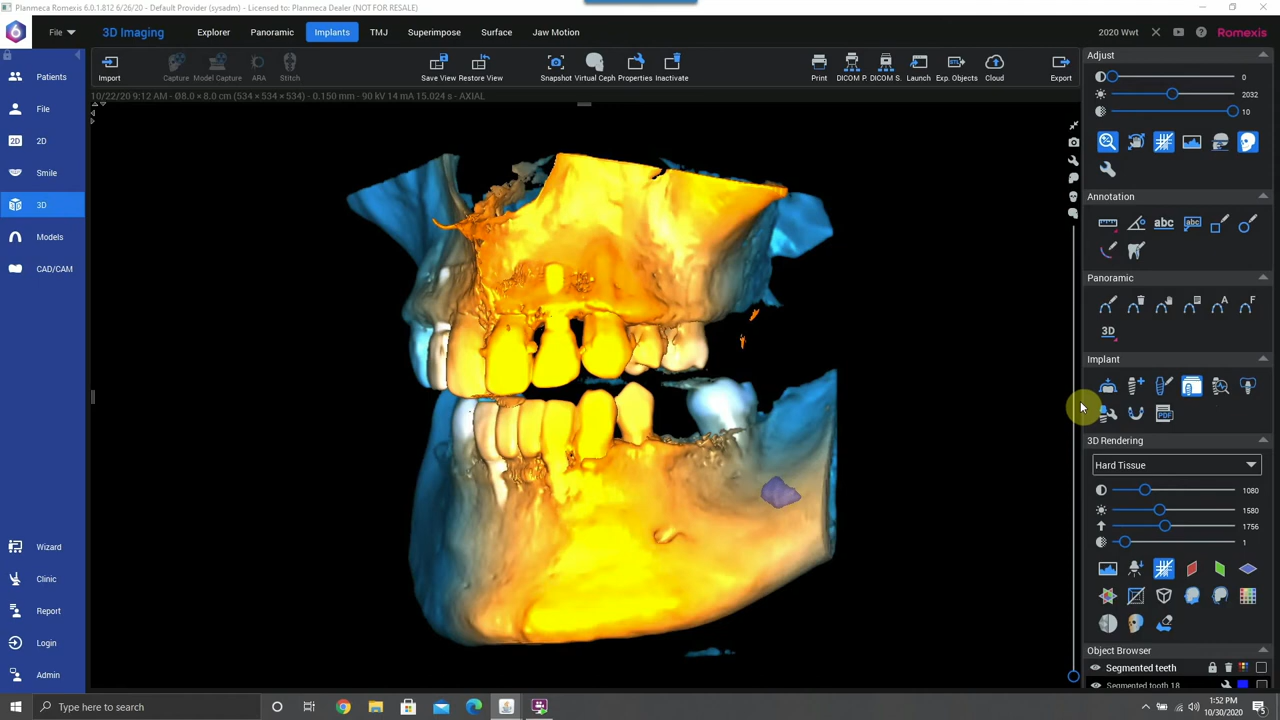 Planmeca Romexis 6.0.1.812 6/26/20 - Default Provider (sysadm) - Licensed to: Planmeca Dealer (NOT FOR RESALE)
6 File 3D Imaging Explorer Panoramic Implants TMJ Superimpose Surface Jaw Motion 2020 Wwt Romexis
Import Capture Model Capture ARA Stitch Save View Restore View Snapshot Virtual Ceph Properties Inactivate Print DICOM P. DICOM S. Launch Exp. Objects Cloud Export
10/22/20 9:12 AM - Ø8.0 × 8.0 cm (534 × 534 × 534) - 0.150 mm - 90 kV 14 mA 15.024 s - AXIAL
Patients
File
2D 2D
Smile
3D
Models
CAD/CAM
Wizard
Clinic
Report
Login
Admin
Adjust
0
2032
10
Annotation
abc abc
Panoramic
A F
3D
Implant
PDF
3D Rendering
Hard Tissue
1080
1580
1756
1
Object Browser
Segmented teeth
Segmented tooth 18
Type here to search
1:52 PM
10/30/2020
5